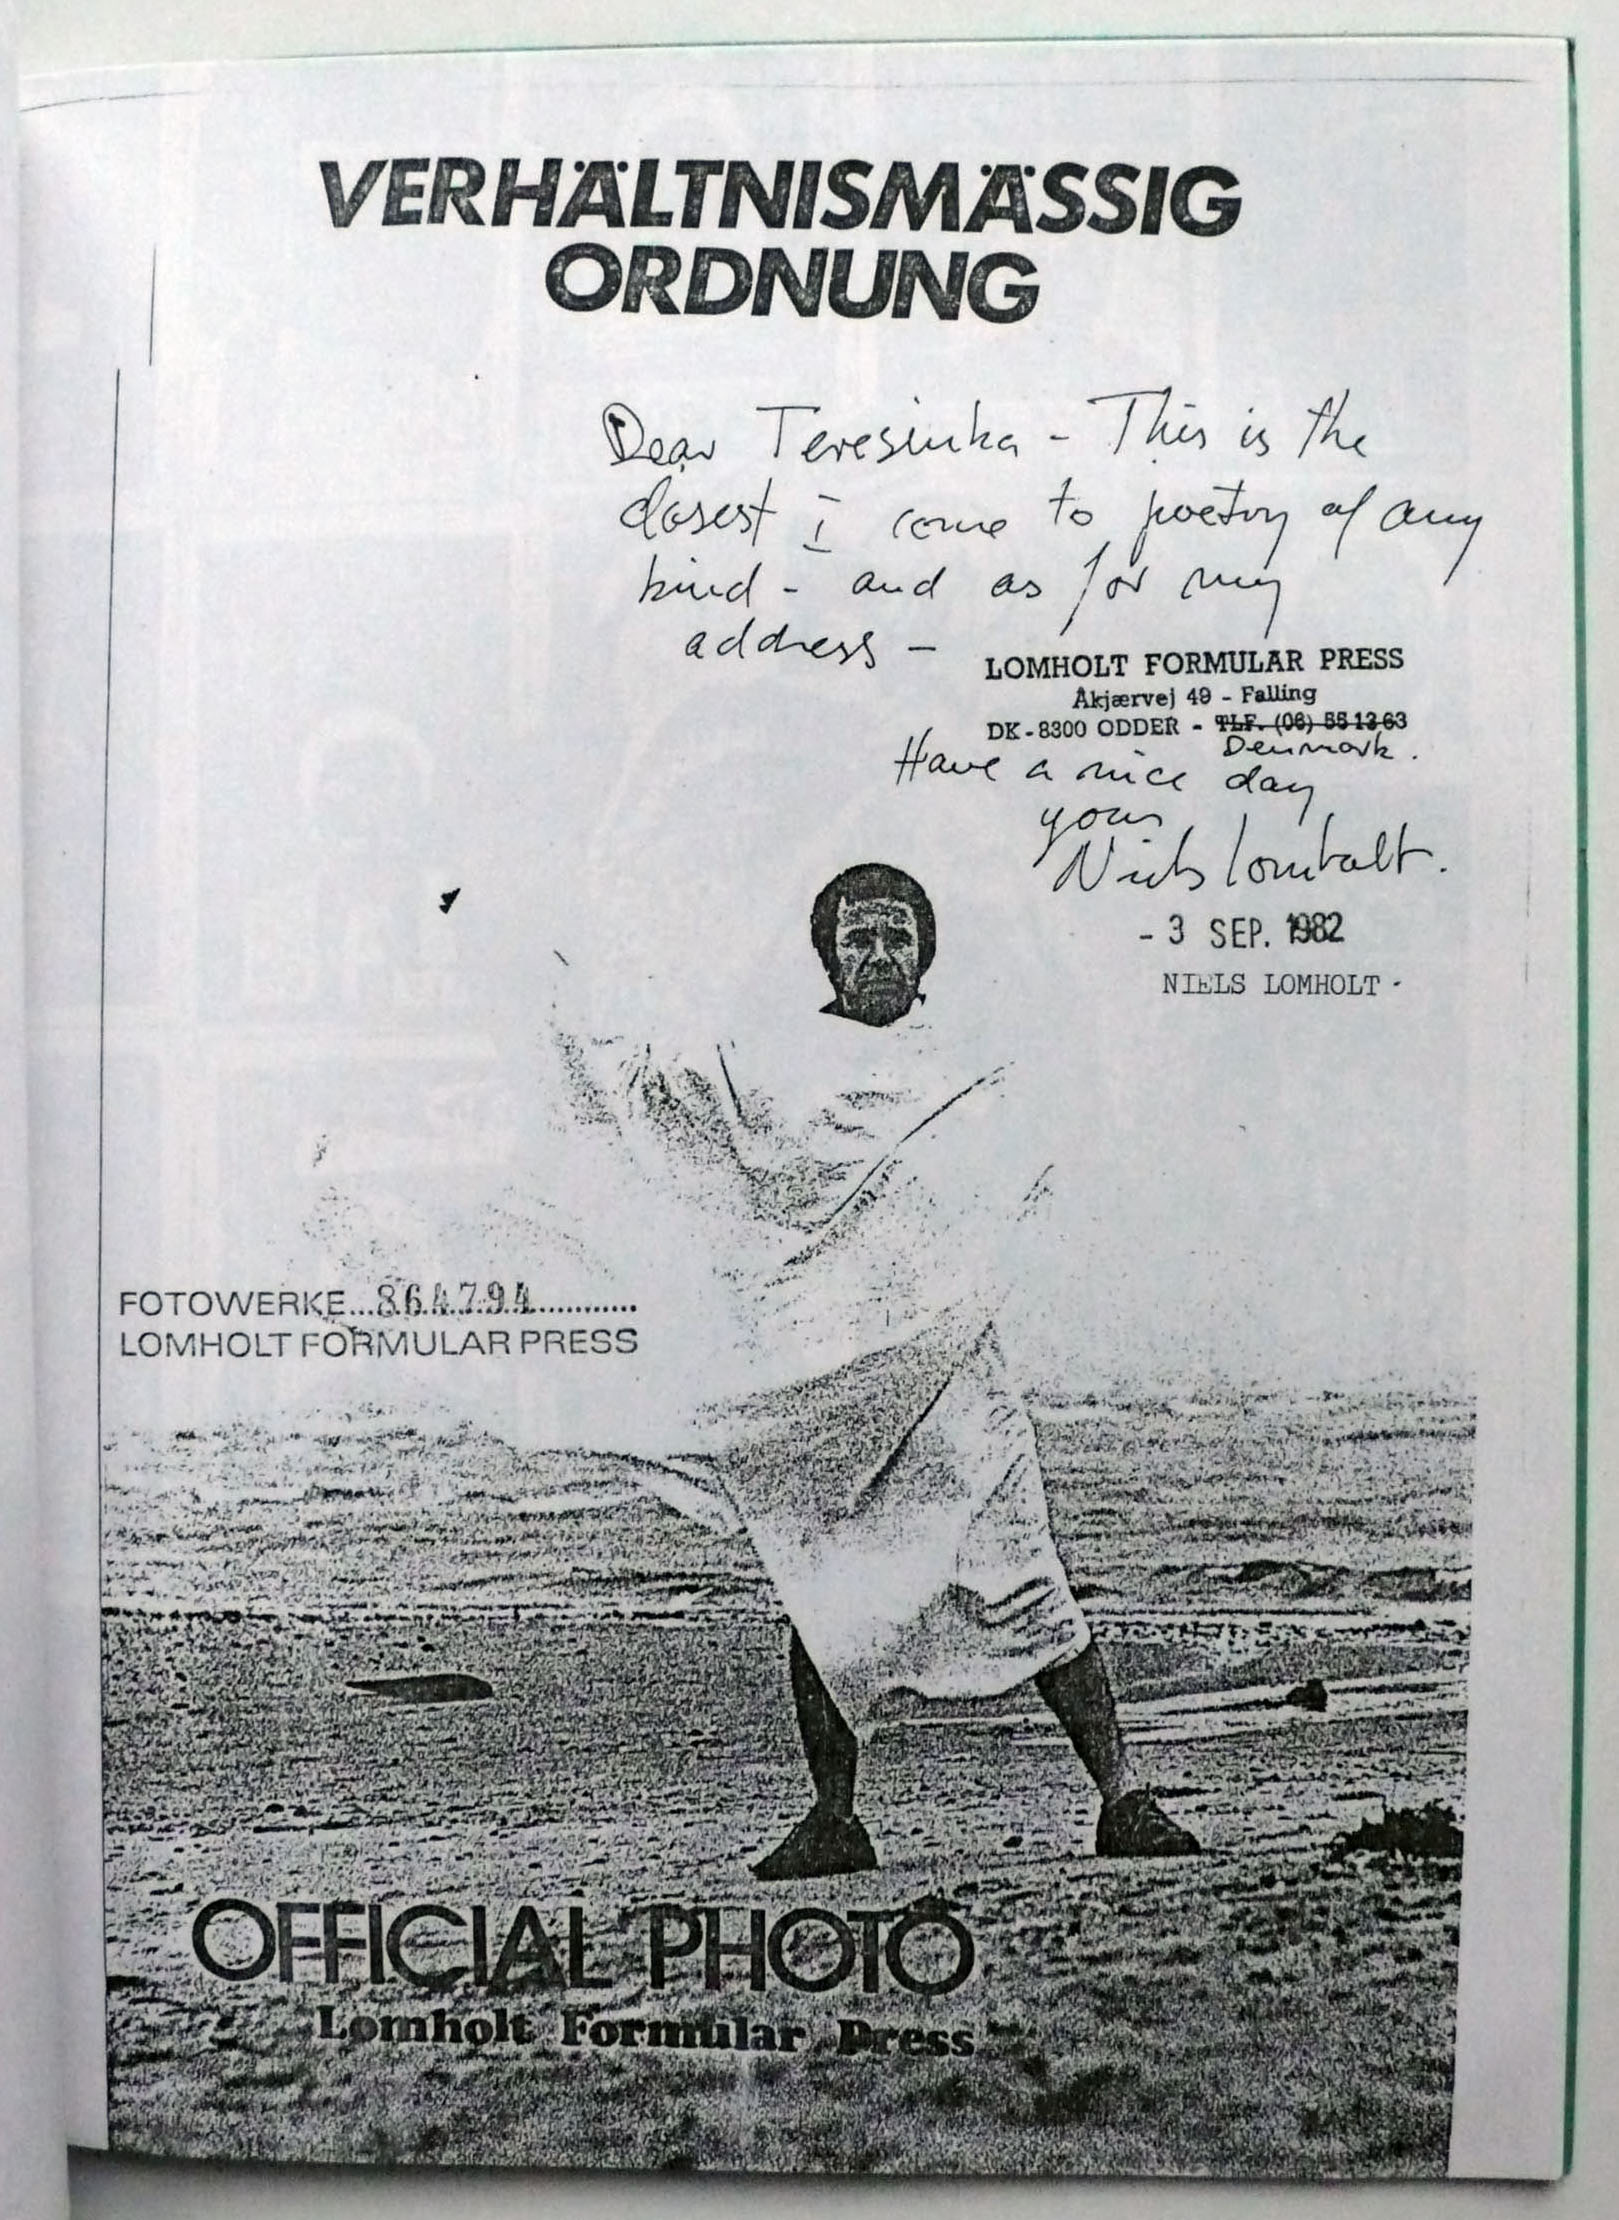 VERHÄLTNISMÄSSIG
ORDNUNG
Dear Teresinka - This is the
closest I come to poetry of any
kind - and as for my
address -
LOMHOLT FORMULAR PRESS
Åkjærvej 49 - Falling
DK-8300 ODDER - TLF. (06) 55 13 63
Denmark.
Have a nice day
yours
Niels Lomholt.
- 3 SEP. 1982
NIELS LOMHOLT -
FOTOWERKE...864794............
LOMHOLT FORMULAR PRESS
OFFICIAL PHOTO
Lomholt Formular Press